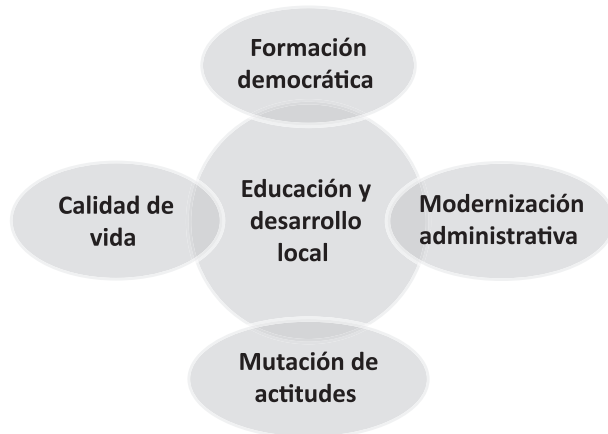 Formación
democrática
Calidad de
vida
Educación y
desarrollo
local
Modernización
administrativa
Mutación de
actitudes